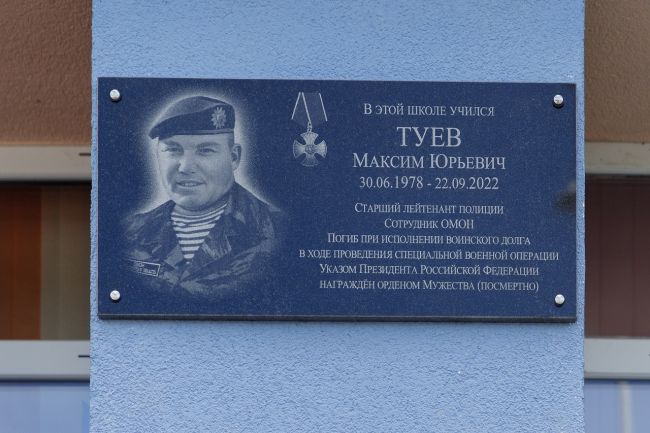 В этой школе учился
ТУЕВ
Максим Юрьевич
30.06.1978 - 22.09.2022
Старший лейтенант полиции
Сотрудник ОМОН
Погиб при исполнении воинского долга
в ходе проведения специальной военной операции
Указом Президента Российской Федерации
награждён орденом Мужества (посмертно)